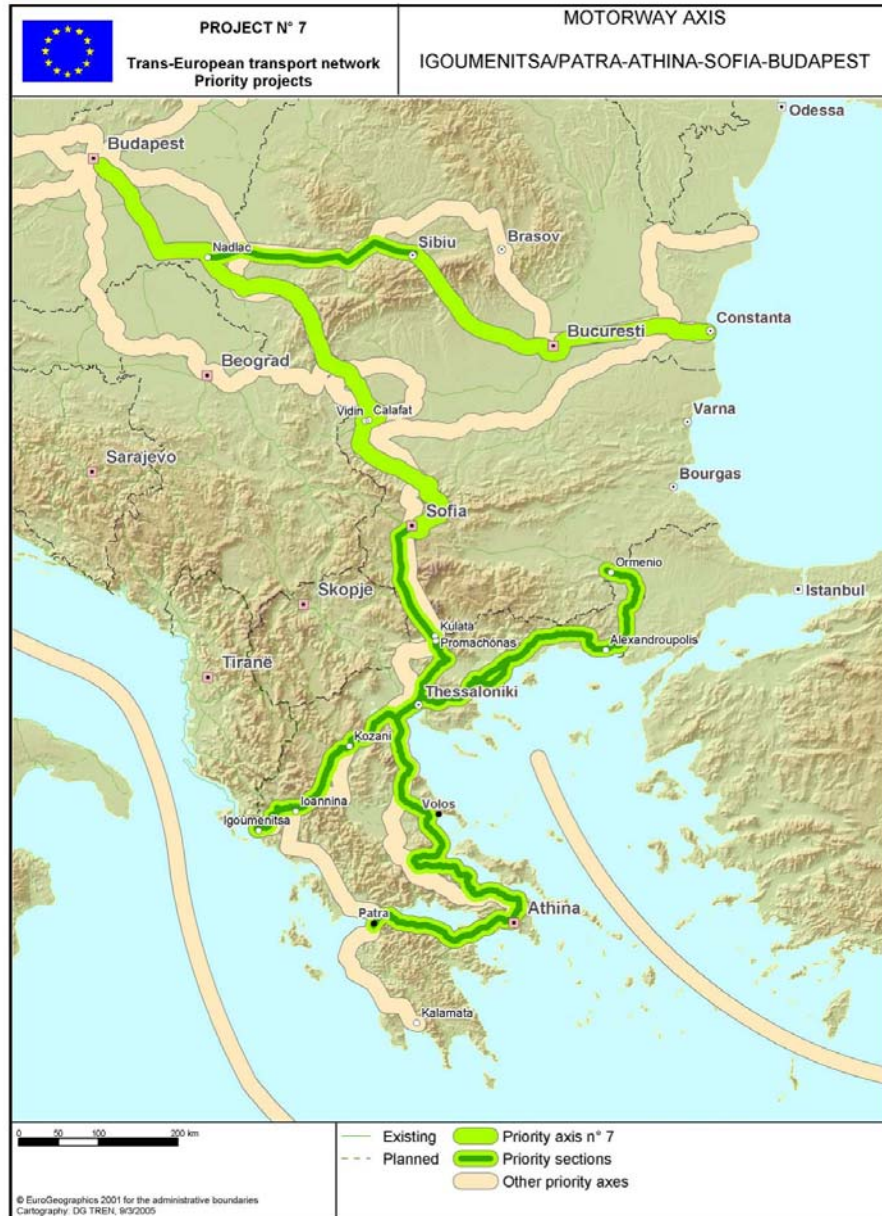 PROJECT N° 7
Trans-European transport network
Priority projects
MOTORWAY AXIS
IGOUMENITSA/PATRA-ATHINA-SOFIA-BUDAPEST
Odessa
Budapest
Nadlac
Sibiu
Brasov
Bucuresti
Constanta
Beograd
Vidin
Calafat
Varna
Sarajevo
Bourgas
Sofia
Ormenio
Skopje
Istanbul
Kulata
Promachonas
Alexandroupolis
Tiranë
Thessaloniki
Kozani
Ioannina
Volos
Igoumenitsa
Patra
Athina
Kalamata
0 50 100 200 km
Existing
Planned
Priority axis n° 7
Priority sections
Other priority axes
© EuroGeographics 2001 for the administrative boundaries
Cartography: DG TREN, 9/3/2005